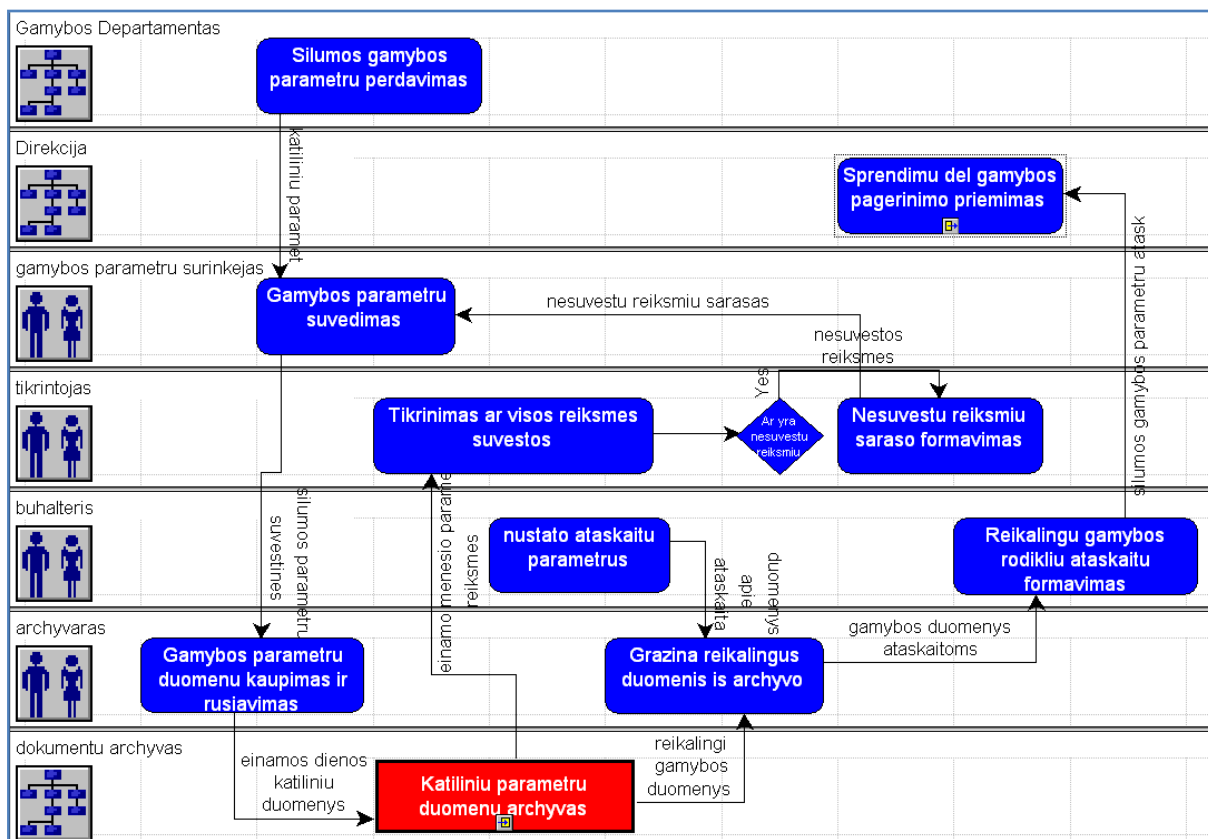 Gamybos Departamentas
Silumos gamybos
parametru perdavimas
katiliniu paramet
Direkcija
Sprendimu del gamybos
pagerinimo priemimas
silumos gamybos parametru atask
gamybos parametru surinkejas
Gamybos parametru
suvedimas
nesuvestu reiksmiu sarasas
nesuvestos
reiksmes
tikrintojas
Tikrinimas ar visos reiksmes
suvestos
Yes
Ar yra
nesuvestu
reiksmiu
Nesuvestu reiksmiu
saraso formavimas
buhalteris
silumos parametru
suvestines
einamo menesio parame
reiksmes
nustato ataskaitu
parametrus
duomenys
apie
ataskaita
Reikalingu gamybos
rodikliu ataskaitu
formavimas
archyvaras
Gamybos parametru
duomenu kaupimas ir
rusiavimas
Grazina reikalingus
duomenis is archyvo
gamybos duomenys
ataskaitoms
dokumentu archyvas
einamos dienos
katiliniu
duomenys
Katiliniu parametru
duomenu archyvas
reikalingi
gamybos
duomenys